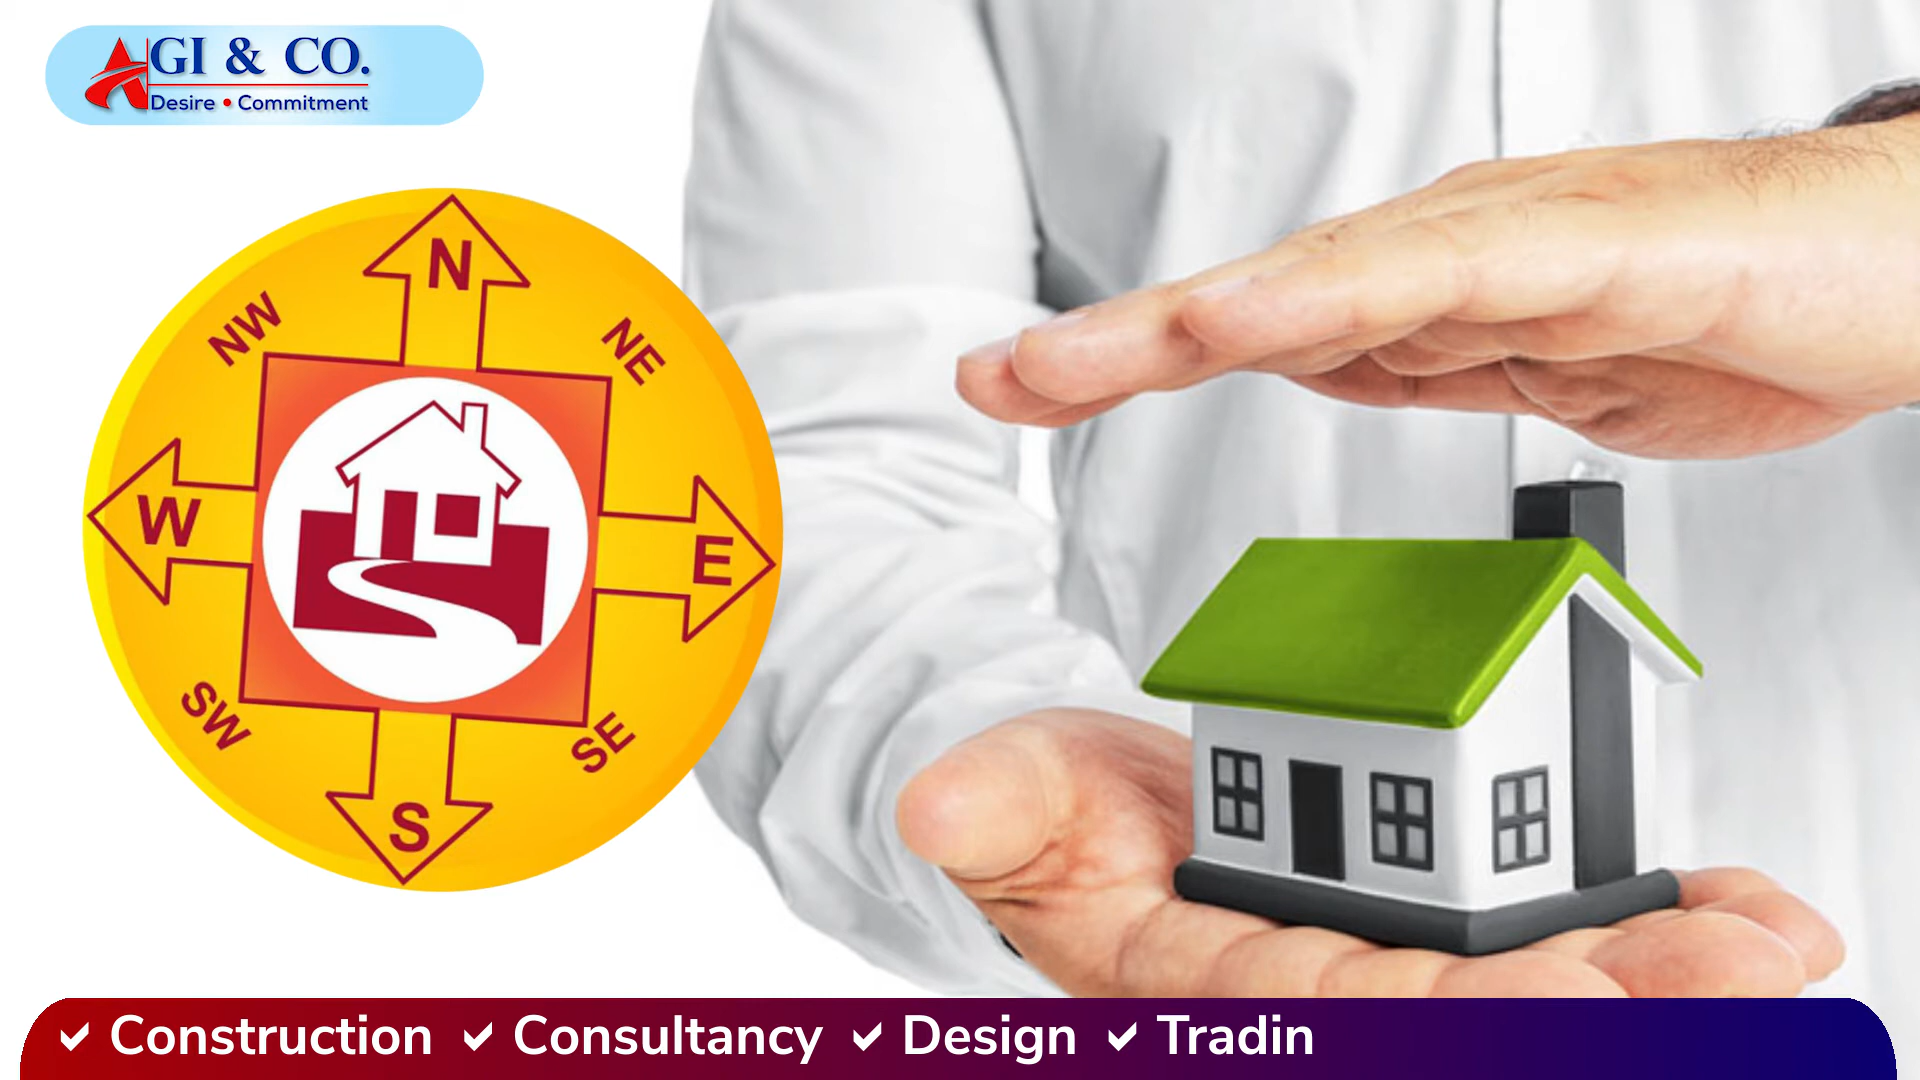 AGI & CO.
Desire • Commitment
N
NW
NE
W
E
SW
SE
S
Construction Consultancy Design Tradin